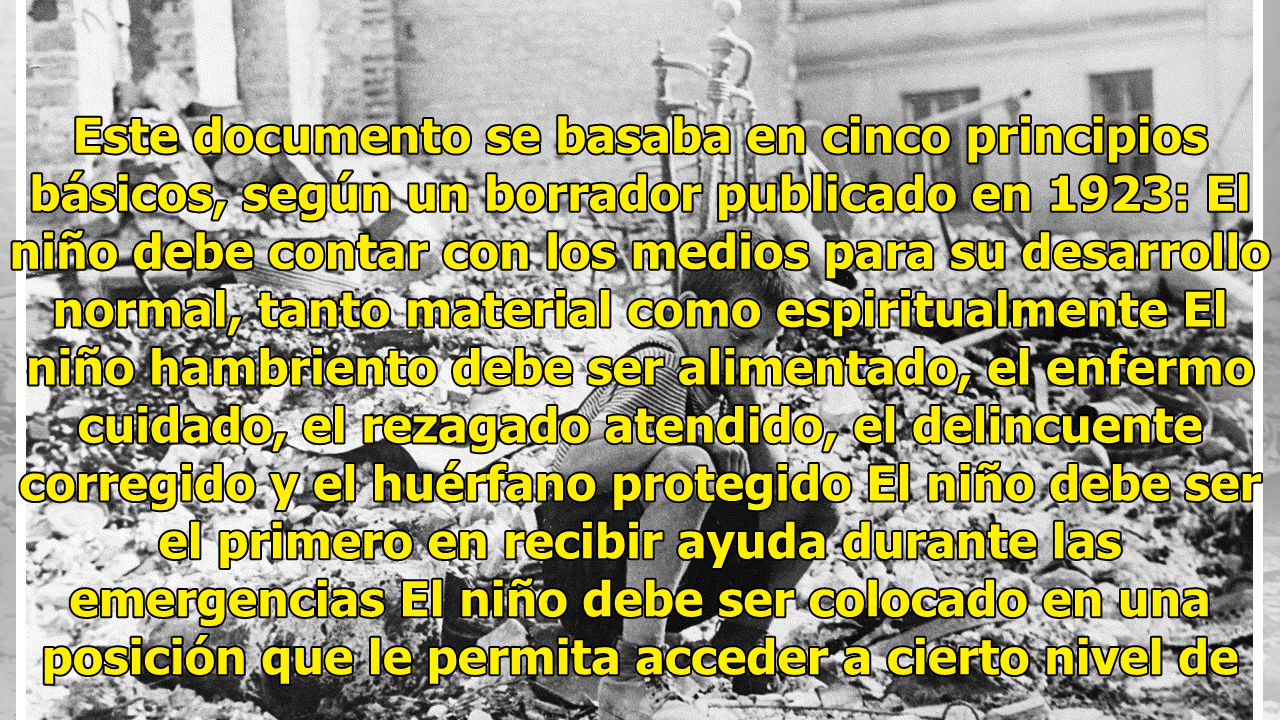 Este documento se basaba en cinco principios
básicos, según un borrador publicado en 1923: El
niño debe contar con los medios para su desarrollo
normal, tanto material como espiritualmente El
niño hambriento debe ser alimentado, el enfermo
cuidado, el rezagado atendido, el delincuente
corregido y el huérfano protegido El niño debe ser
el primero en recibir ayuda durante las
emergencias El niño debe ser colocado en una
posición que le permita acceder a cierto nivel de